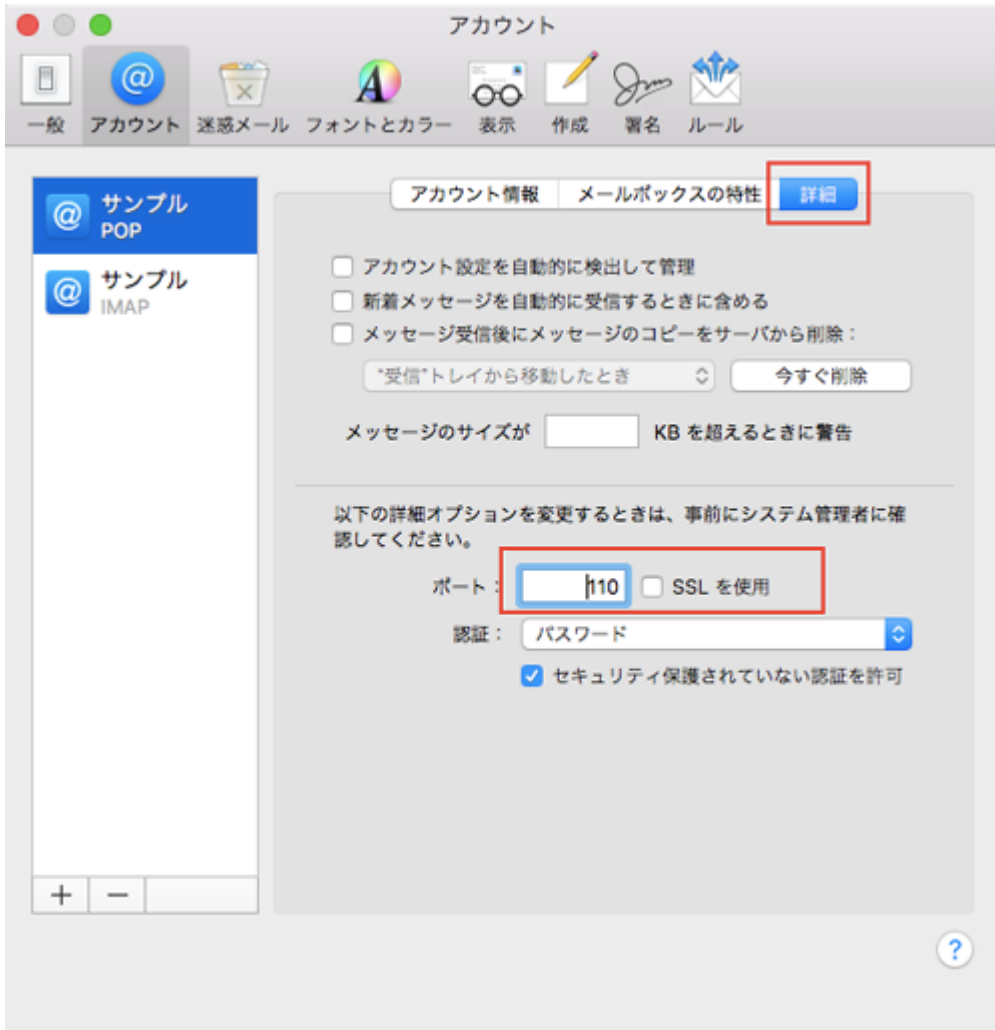 アカウント
一般 アカウント 迷惑メール フォントとカラー 表示 作成 署名 ルール
サンプル
POP
サンプル
IMAP
アカウント情報 メールボックスの特性 詳細
アカウント設定を自動的に検出して管理
新着メッセージを自動的に受信するときに含める
メッセージ受信後にメッセージのコピーをサーバから削除：
"受信"トレイから移動したとき 今すぐ削除
メッセージのサイズが KB を超えるときに警告
以下の詳細オプションを変更するときは、事前にシステム管理者に確
認してください。
ポート： 110 SSL を使用
認証： パスワード
セキュリティ保護されていない認証を許可
+ −
?